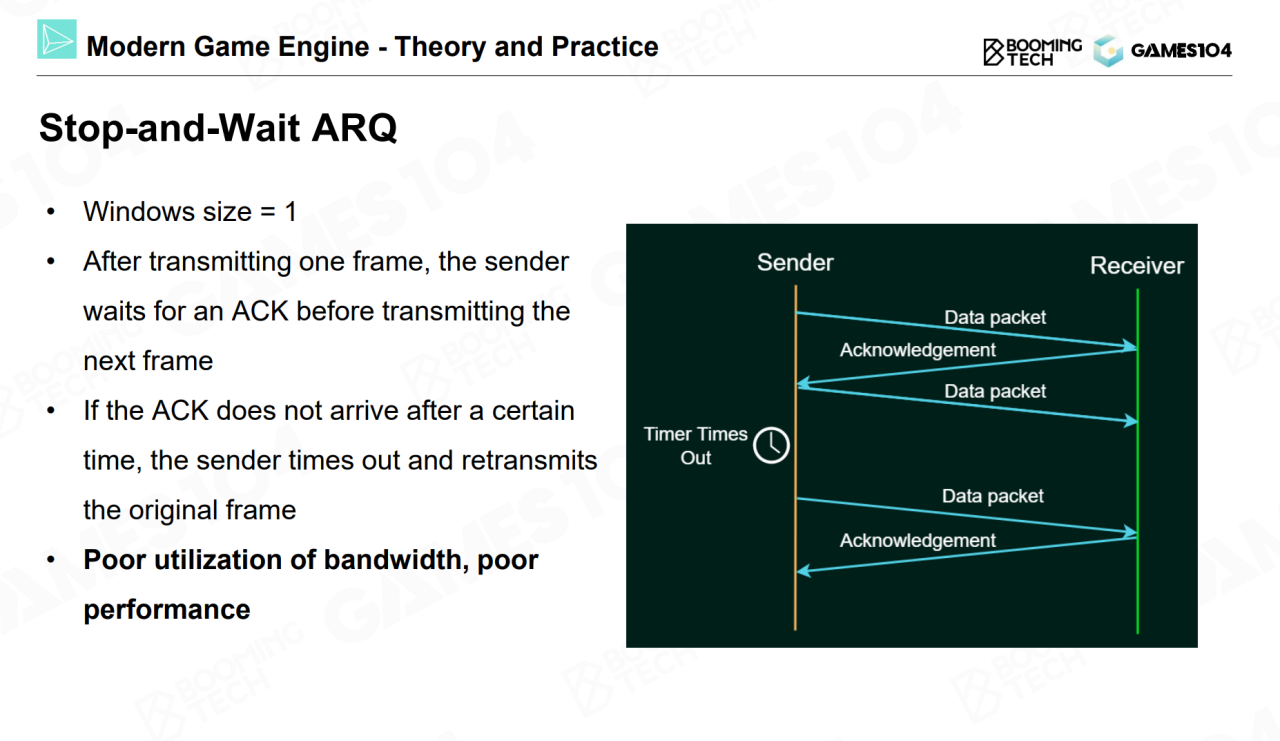 Modern Game Engine - Theory and Practice
BOOMING
TECH
GAMES104
Stop-and-Wait ARQ
• Windows size = 1
• After transmitting one frame, the sender
waits for an ACK before transmitting the
next frame
• If the ACK does not arrive after a certain
time, the sender times out and retransmits
the original frame
• Poor utilization of bandwidth, poor
performance
Sender
Receiver
Data packet
Acknowledgement
Data packet
Timer Times
Out
Data packet
Acknowledgement